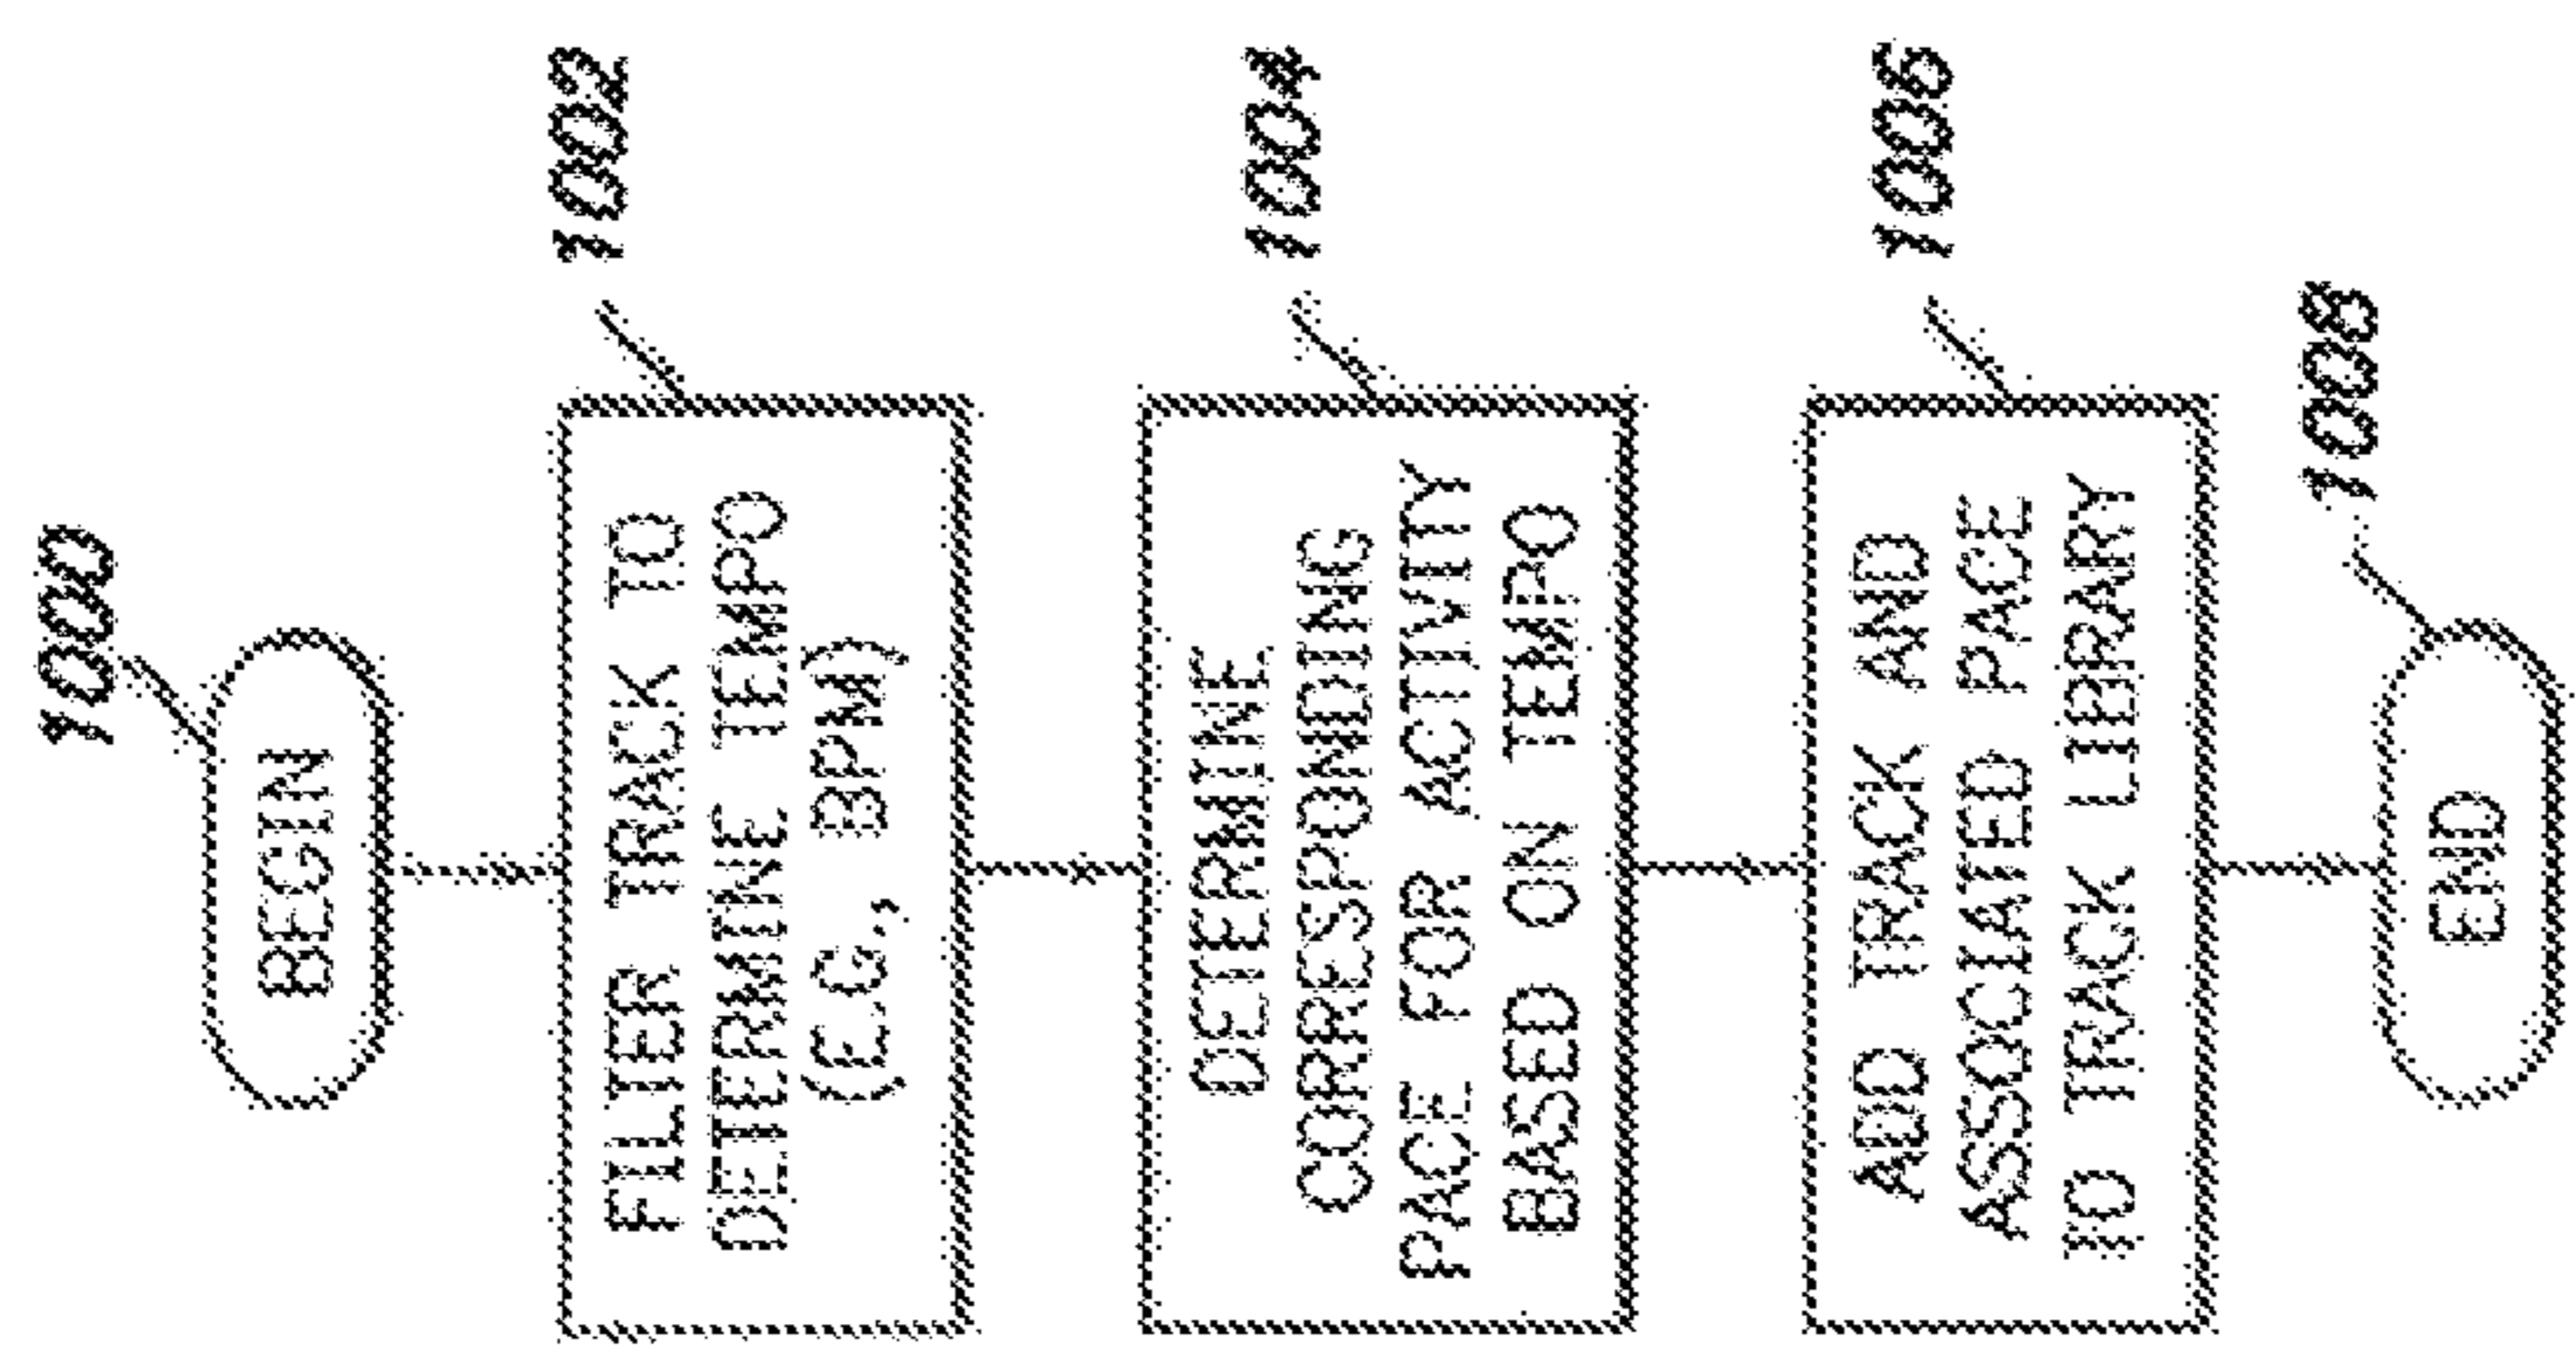 1000
BEGIN
1002
FILTER TRACK TO
DETERMINE TEMPO
(E.G., BPM)
1004
DETERMINE
CORRESPONDING
PACE FOR ACTIVITY
BASED ON TEMPO
1006
ADD TRACK AND
ASSOCIATED PACE
TO TRACK LIBRARY
1008
END